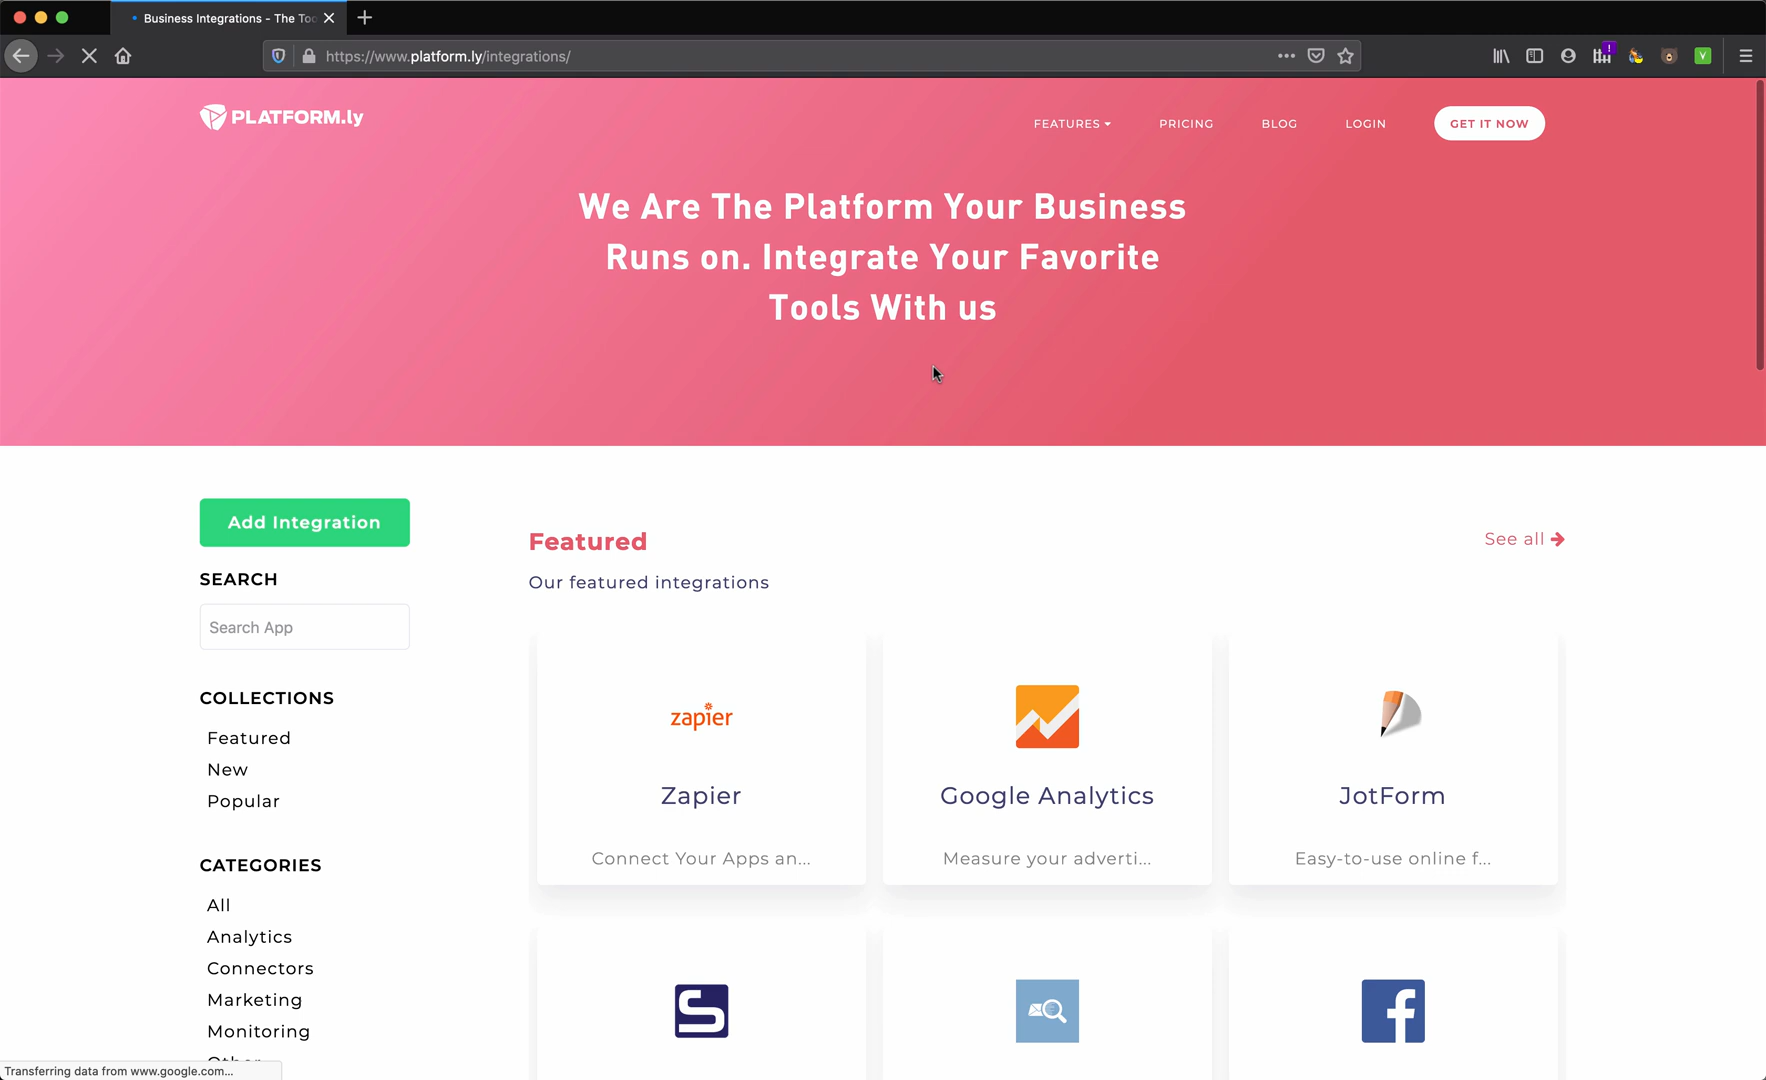 Business Integrations - The Too
https://www.platform.ly/integrations/
PLATFORM.ly
FEATURES
PRICING
BLOG
LOGIN
GET IT NOW
We Are The Platform Your Business
Runs on. Integrate Your Favorite
Tools With us
Add Integration
SEARCH
Search App
COLLECTIONS
Featured
New
Popular
CATEGORIES
All
Analytics
Connectors
Marketing
Monitoring
Other
Featured
See all
Our featured integrations
zapier
Zapier
Connect Your Apps an...
Google Analytics
Measure your adverti...
JotForm
Easy-to-use online f...
Transferring data from www.google.com...